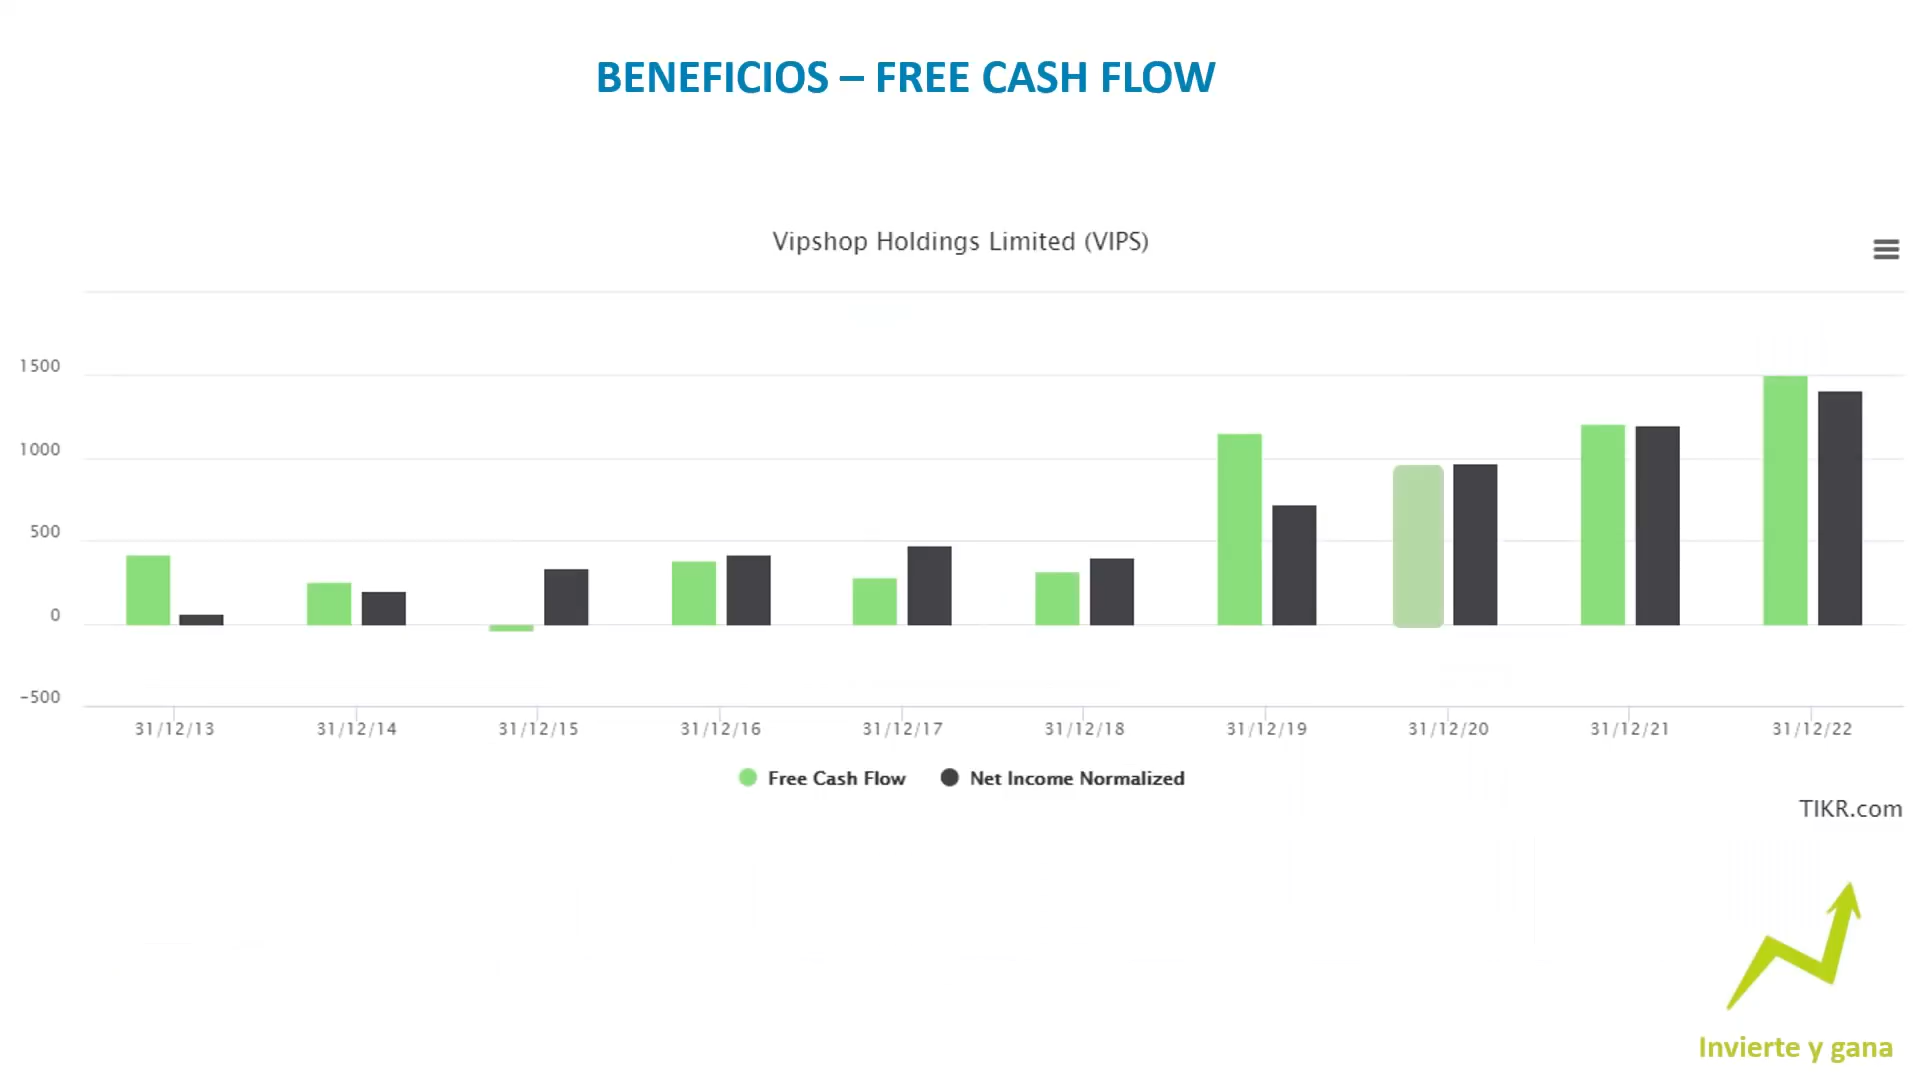 BENEFICIOS – FREE CASH FLOW
Vipshop Holdings Limited (VIPS)
1500
1000
500
0
-500
31/12/13 31/12/14 31/12/15 31/12/16 31/12/17 31/12/18 31/12/19 31/12/20 31/12/21 31/12/22
Free Cash Flow Net Income Normalized
TIKR.com
Invierte y gana